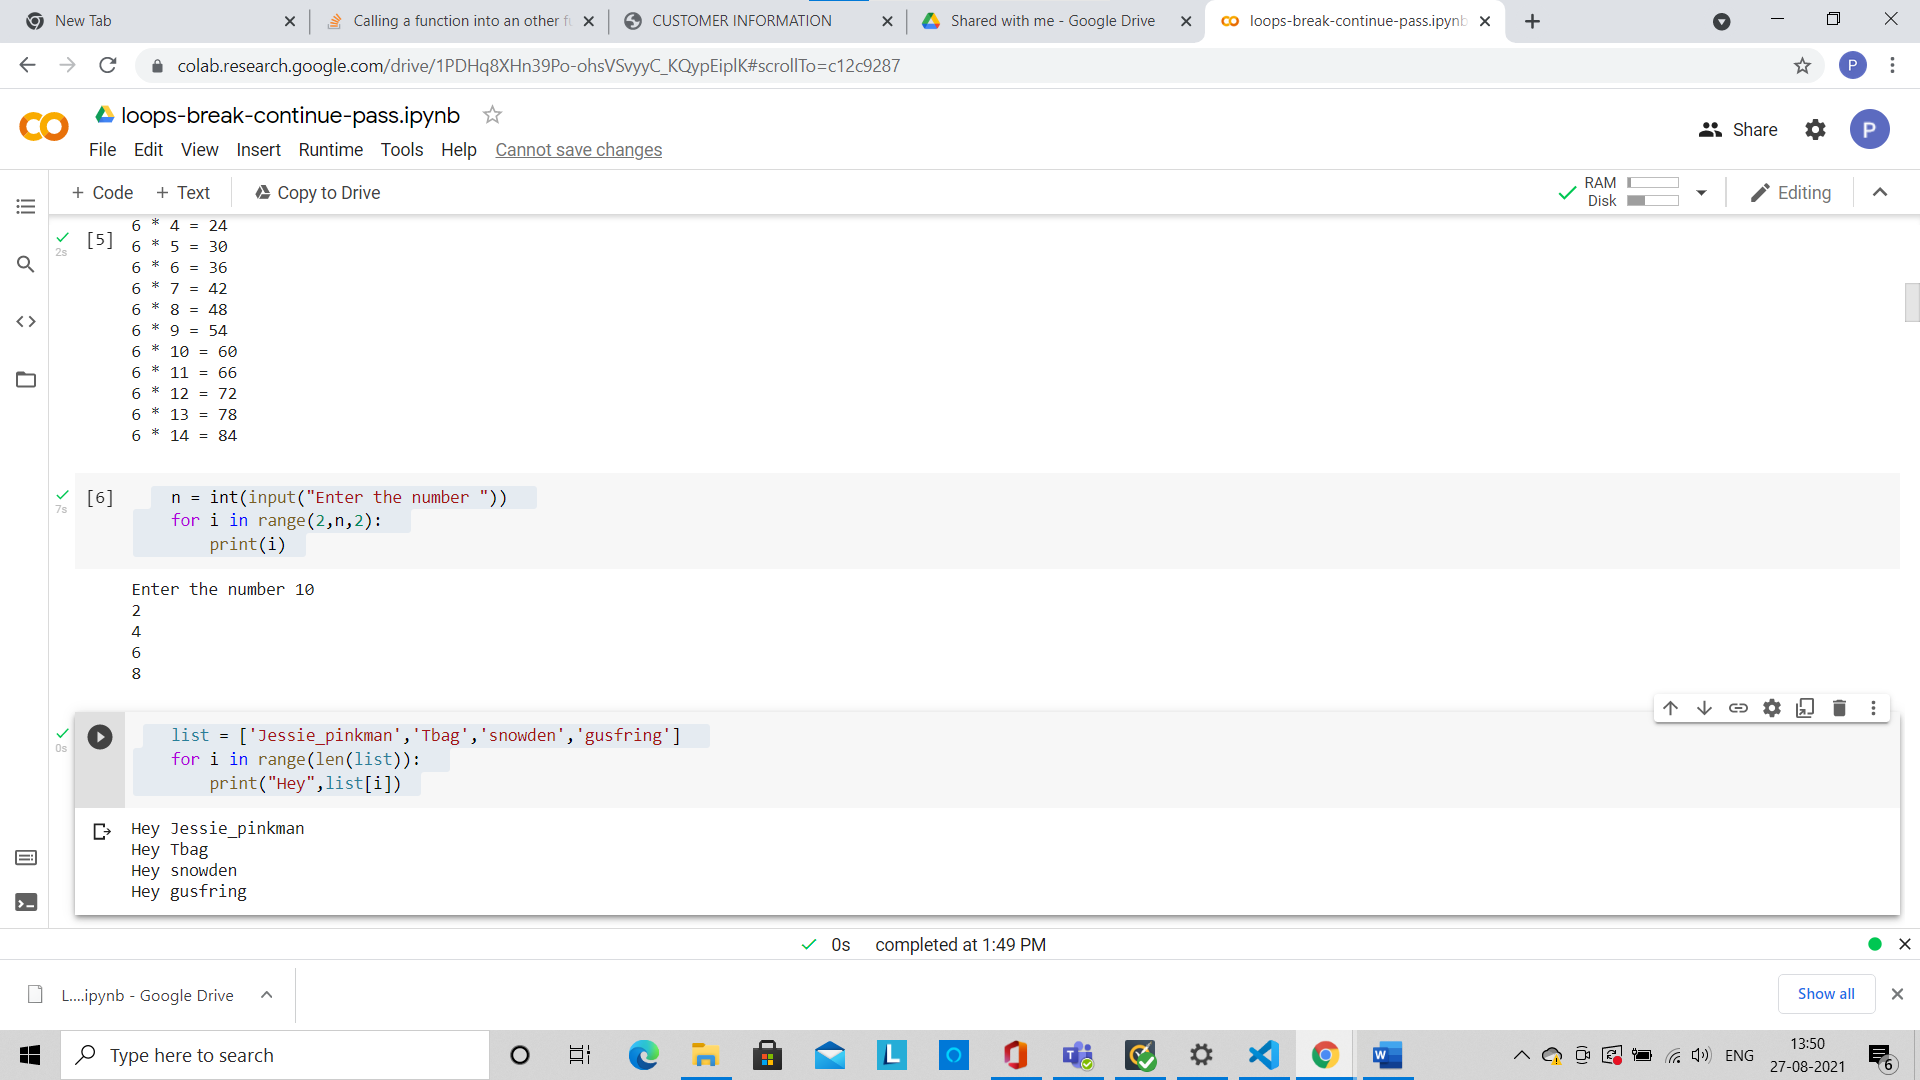 New Tab
Calling a function into an other fu
CUSTOMER INFORMATION
Shared with me - Google Drive
loops-break-continue-pass.ipynb
colab.research.google.com/drive/1PDHq8XHn39Po-ohsVSvyyC_KQypEiplK#scrollTo=c12c9287
P
loops-break-continue-pass.ipynb
File Edit View Insert Runtime Tools Help Cannot save changes
Share
P
+ Code + Text Copy to Drive
RAM
Disk
Editing
6 * 4 = 24
[5]
2s
6 * 5 = 30
6 * 6 = 36
6 * 7 = 42
6 * 8 = 48
6 * 9 = 54
6 * 10 = 60
6 * 11 = 66
6 * 12 = 72
6 * 13 = 78
6 * 14 = 84
[6]
7s
n = int(input("Enter the number "))
for i in range(2,n,2):
print(i)
Enter the number 10
2
4
6
8
0s
list = ['Jessie_pinkman','Tbag','snowden','gusfring']
for i in range(len(list)):
print("Hey",list[i])
Hey Jessie_pinkman
Hey Tbag
Hey snowden
Hey gusfring
0s completed at 1:49 PM
L....ipynb - Google Drive
Show all
Type here to search
L
T
W
ENG
13:50
27-08-2021
6